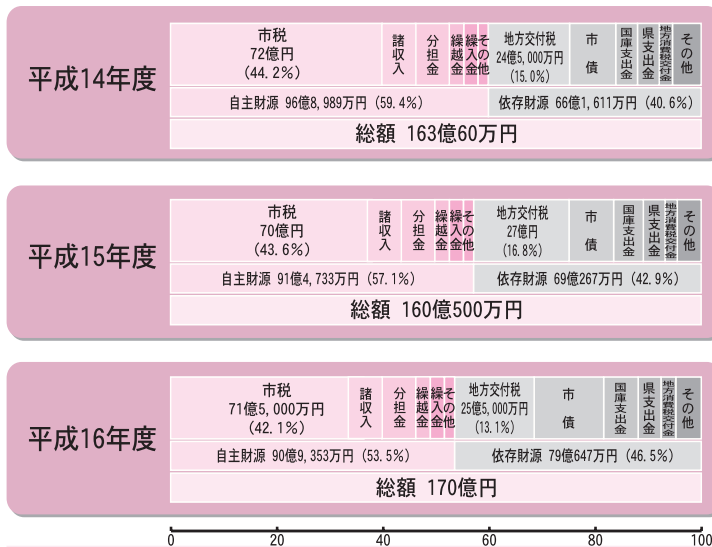 平成14年度
市税
72億円
(44.2%)
諸収入
分担金
繰越金
繰入金
その他
地方交付税
24億5,000万円
(15.0%)
市債
国庫支出金
県支出金
地方消費税交付金
その他
自主財源 96億8,989万円 (59.4%)
依存財源 66億1,611万円 (40.6%)
総額 163億60万円
平成15年度
市税
70億円
(43.6%)
諸収入
分担金
繰越金
繰入金
その他
地方交付税
27億円
(16.8%)
市債
国庫支出金
県支出金
地方消費税交付金
その他
自主財源 91億4,733万円 (57.1%)
依存財源 69億267万円 (42.9%)
総額 160億500万円
平成16年度
市税
71億5,000万円
(42.1%)
諸収入
分担金
繰越金
繰入金
その他
地方交付税
25億5,000万円
(13.1%)
市債
国庫支出金
県支出金
地方消費税交付金
その他
自主財源 90億9,353万円 (53.5%)
依存財源 79億647万円 (46.5%)
総額 170億円
0 20 40 60 80 100